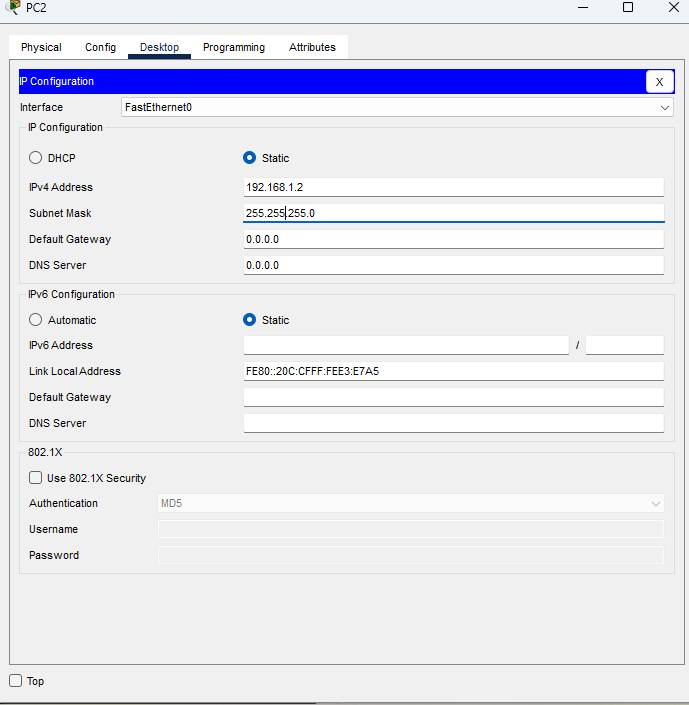 PC2
Physical Config Desktop Programming Attributes
IP Configuration X
Interface FastEthernet0
IP Configuration
DHCP Static
IPv4 Address 192.168.1.2
Subnet Mask 255.255.255.0
Default Gateway 0.0.0.0
DNS Server 0.0.0.0
IPv6 Configuration
Automatic Static
IPv6 Address /
Link Local Address FE80::20C:CFFF:FEE3:E7A5
Default Gateway
DNS Server
802.1X
Use 802.1X Security
Authentication MD5
Username
Password
Top